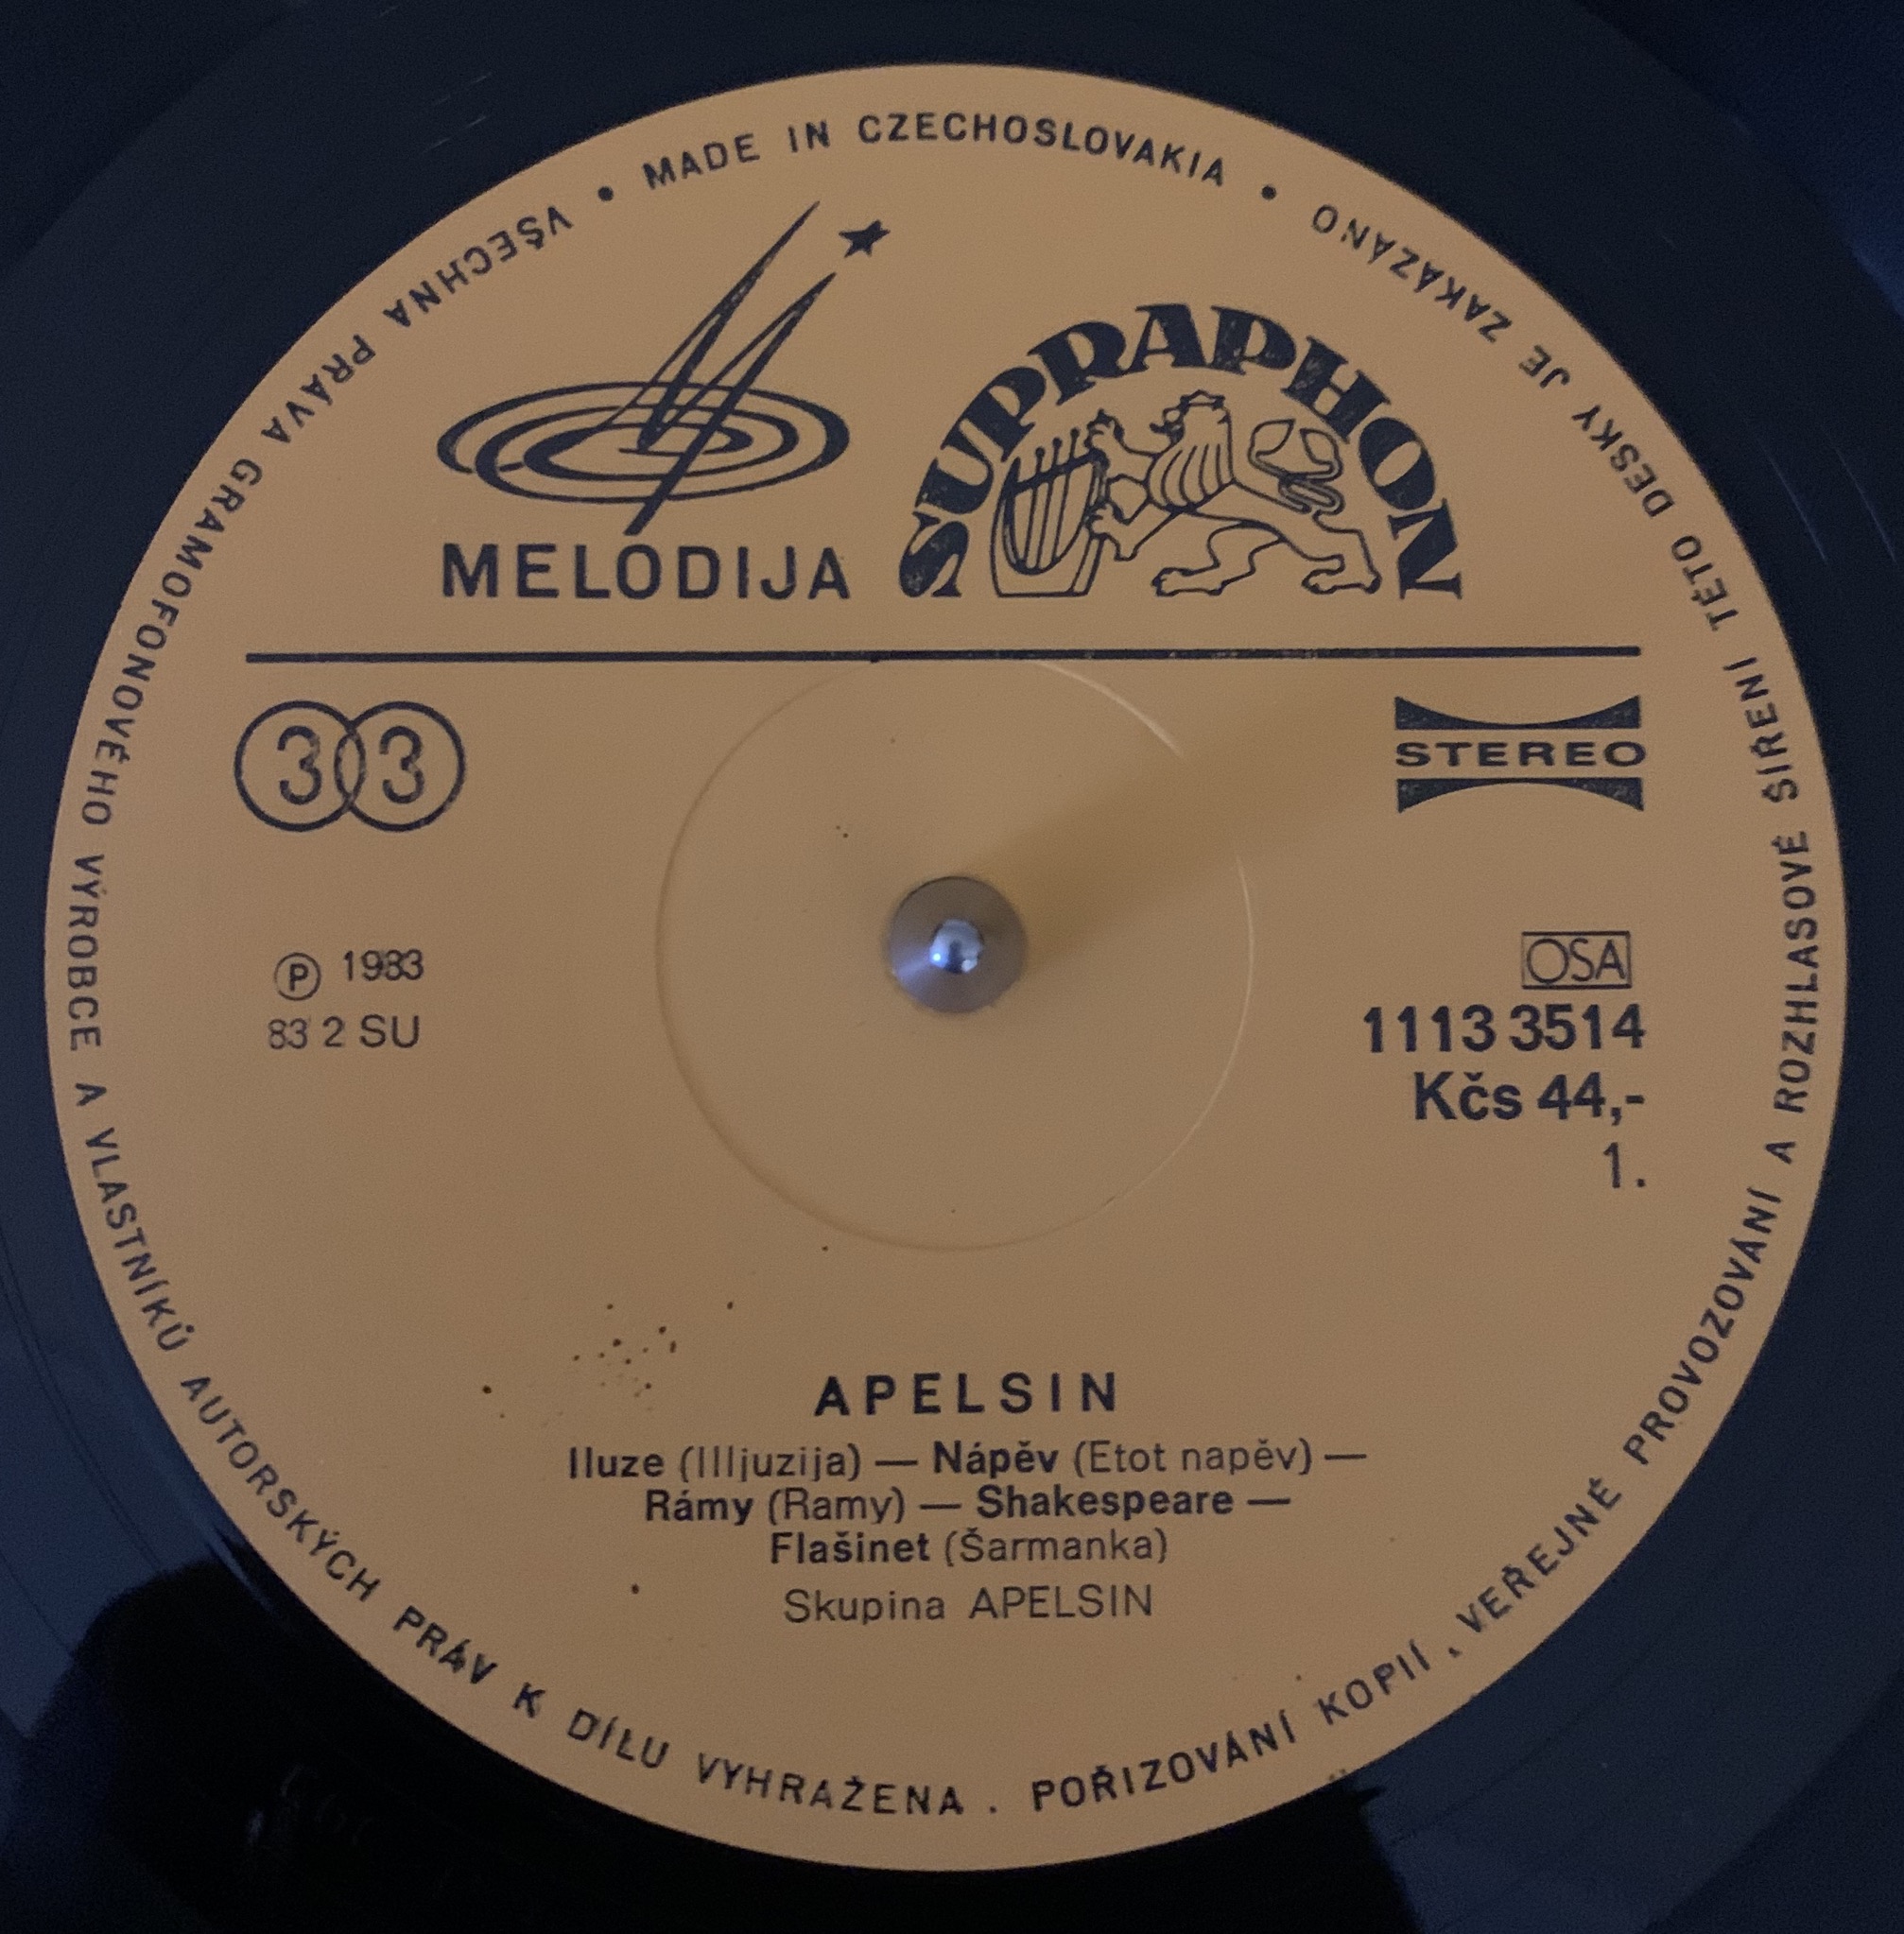 MADE IN CZECHOSLOVAKIA •
VŠECHNA PRÁVA GRAMOFONOVÉHO VÝROBCE A VLASTNÍKŮ AUTORSKÝCH PRÁV K DÍLU VYHRAŽENA . POŘIZOVÁNÍ KOPIÍ , VEŘEJNÉ PROVOZOVÁNÍ A ROZHLASOVÉ ŠÍŘENÍ TÉTO DESKY JE ZAKÁZÁNO •
MELODIJA
SUPRAPHON
33
STEREO
Ⓟ 1983
83 2 SU
OSA
1113 3514
Kčs 44,-
1.
APELSIN
Iluze (Illjuzija) — Nápěv (Etot napěv) —
Rámy (Ramy) — Shakespeare —
Flašinet (Šarmanka)
Skupina APELSIN